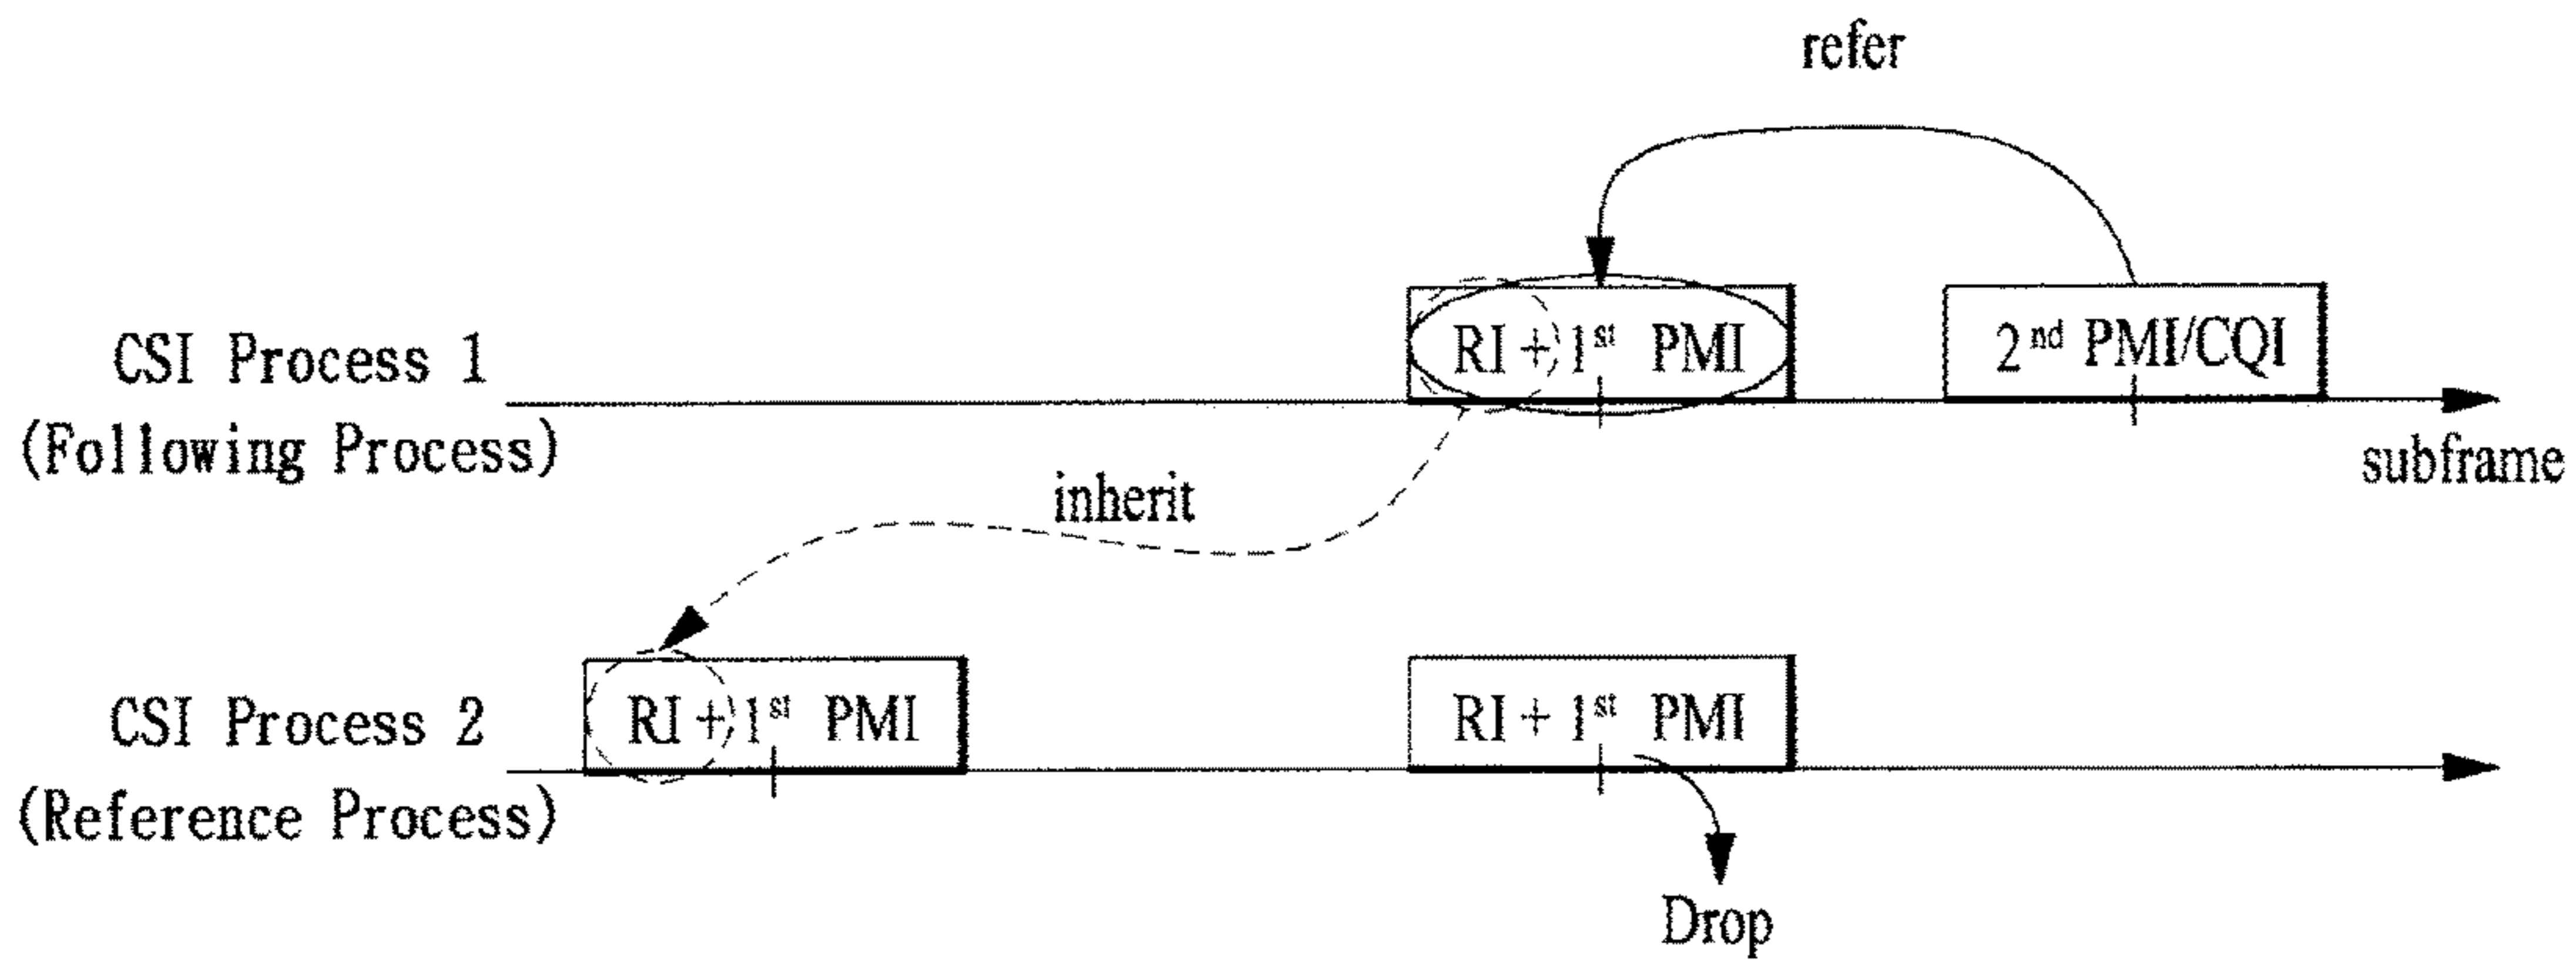 refer
CSI Process 1
(Following Process)
RI + 1st PMI
2nd PMI/CQI
subframe
inherit
CSI Process 2
(Reference Process)
RI + 1st PMI
RI + 1st PMI
Drop